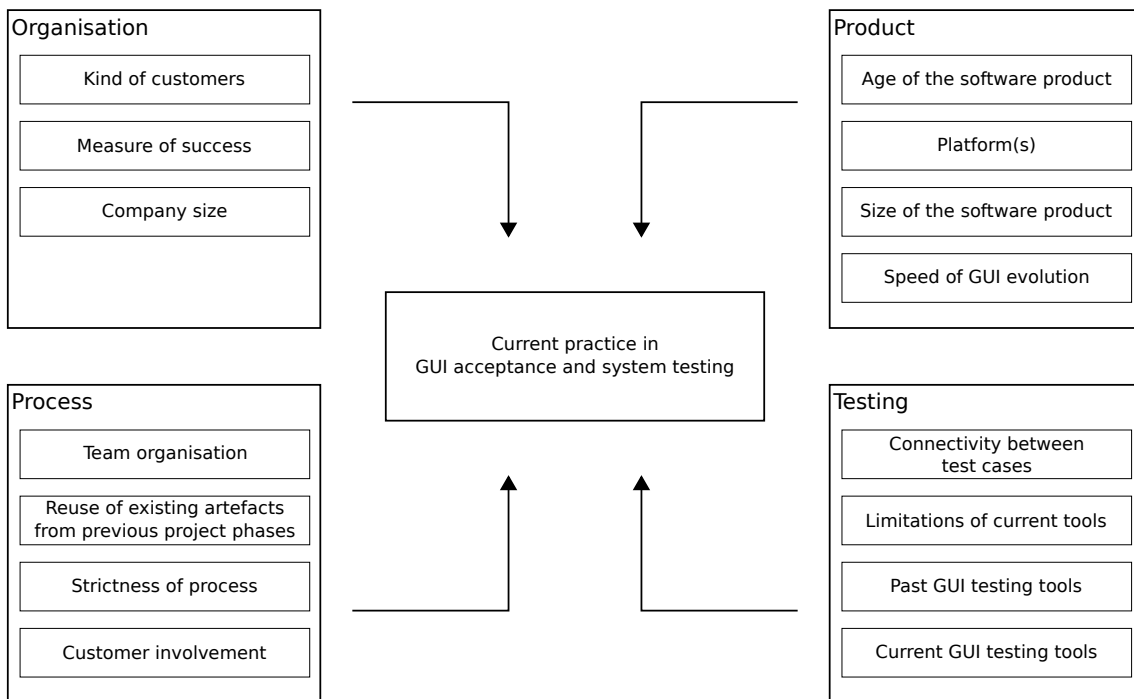 Organisation
Kind of customers
Measure of success
Company size
Product
Age of the software product
Platform(s)
Size of the software product
Speed of GUI evolution
Current practice in
GUI acceptance and system testing
Process
Team organisation
Reuse of existing artefacts
from previous project phases
Strictness of process
Customer involvement
Testing
Connectivity between
test cases
Limitations of current tools
Past GUI testing tools
Current GUI testing tools